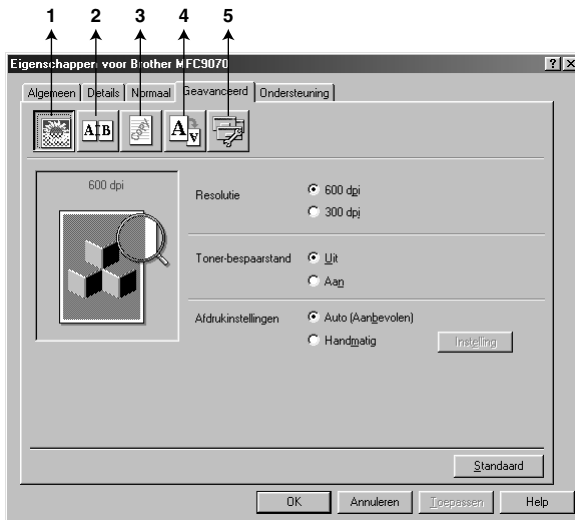 1 2 3 4 5
Eigenschappen voor Brother MFC9070
Algemeen Details Normaal Geavanceerd Ondersteuning
A B Copy A A
600 dpi
Resolutie
600 dpi
300 dpi
Toner-bespaarstand
Uit
Aan
Afdrukinstellingen
Auto (Aanbevolen)
Handmatig
Instelling
Standaard
OK Annuleren Toepassen Help